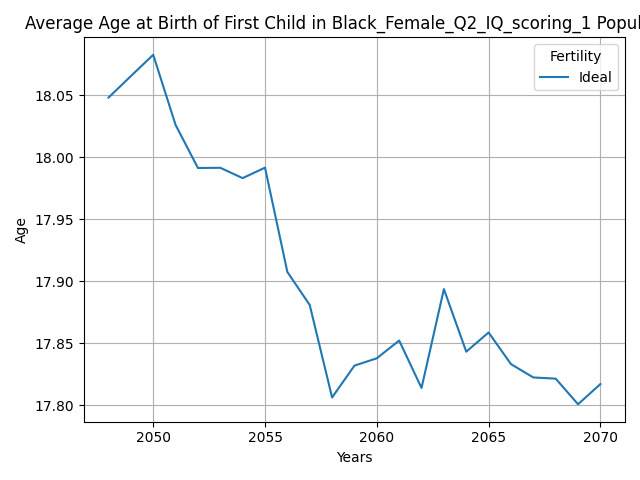 Average Age at Birth of First Child in Black_Female_Q2_IQ_scoring_1 Popul
Fertility
Ideal
18.05
18.00
17.95
17.90
17.85
17.80
Age
2050 2055 2060 2065 2070
Years